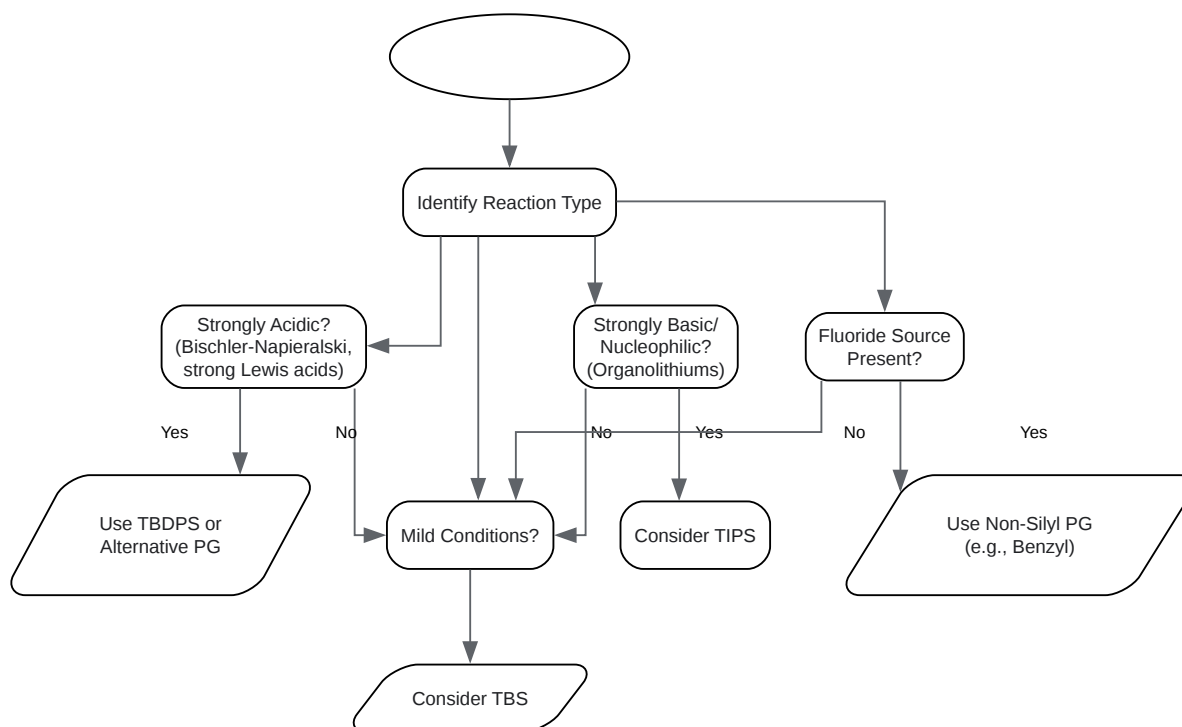 Identify Reaction Type
Strongly Acidic?
(Bischler-Napieralski,
strong Lewis acids)
Strongly Basic/
Nucleophilic?
(Organolithiums)
Fluoride Source
Present?
Yes
No
No
Yes
No
Yes
Use TBDPS or
Alternative PG
Mild Conditions?
Consider TIPS
Use Non-Silyl PG
(e.g., Benzyl)
Consider TBS